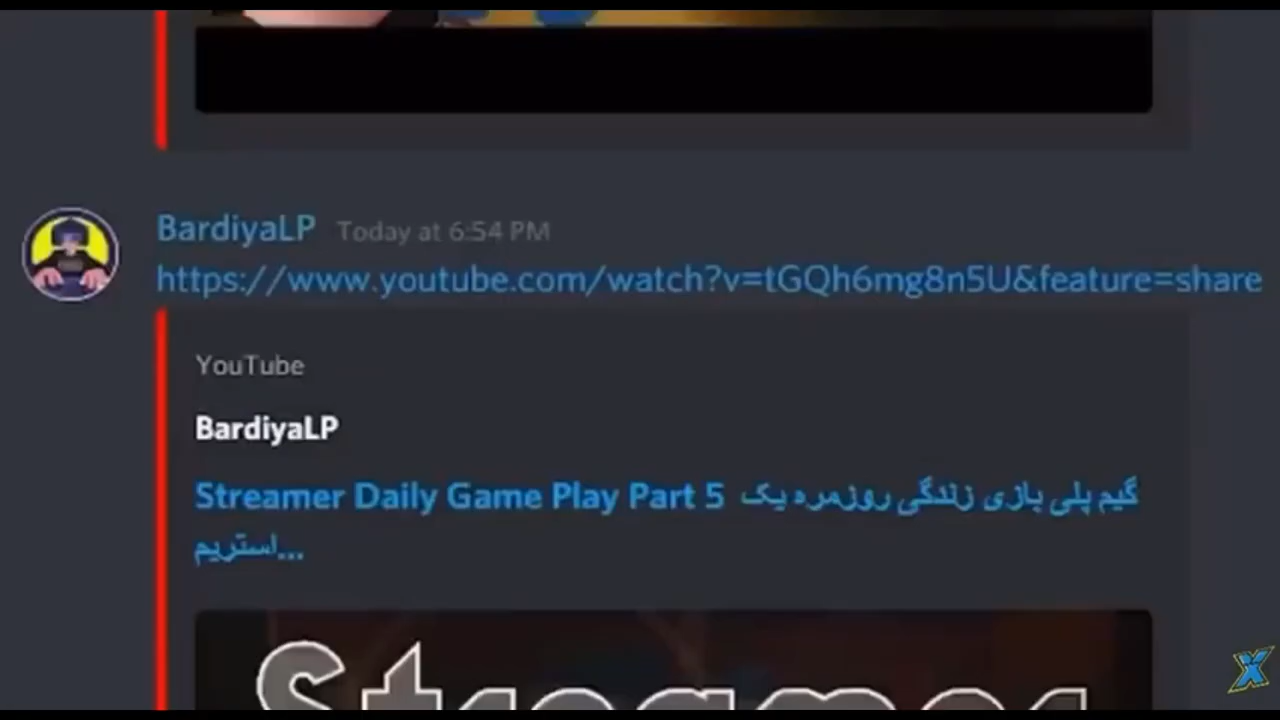 BardiyaLP Today at 6:54 PM
https://www.youtube.com/watch?v=tGQh6mg8n5U&feature=share
YouTube
BardiyaLP
Streamer Daily Game Play Part 5 گیم پلی بازی زندگی روزمره یک
استریم...
Streamer
X